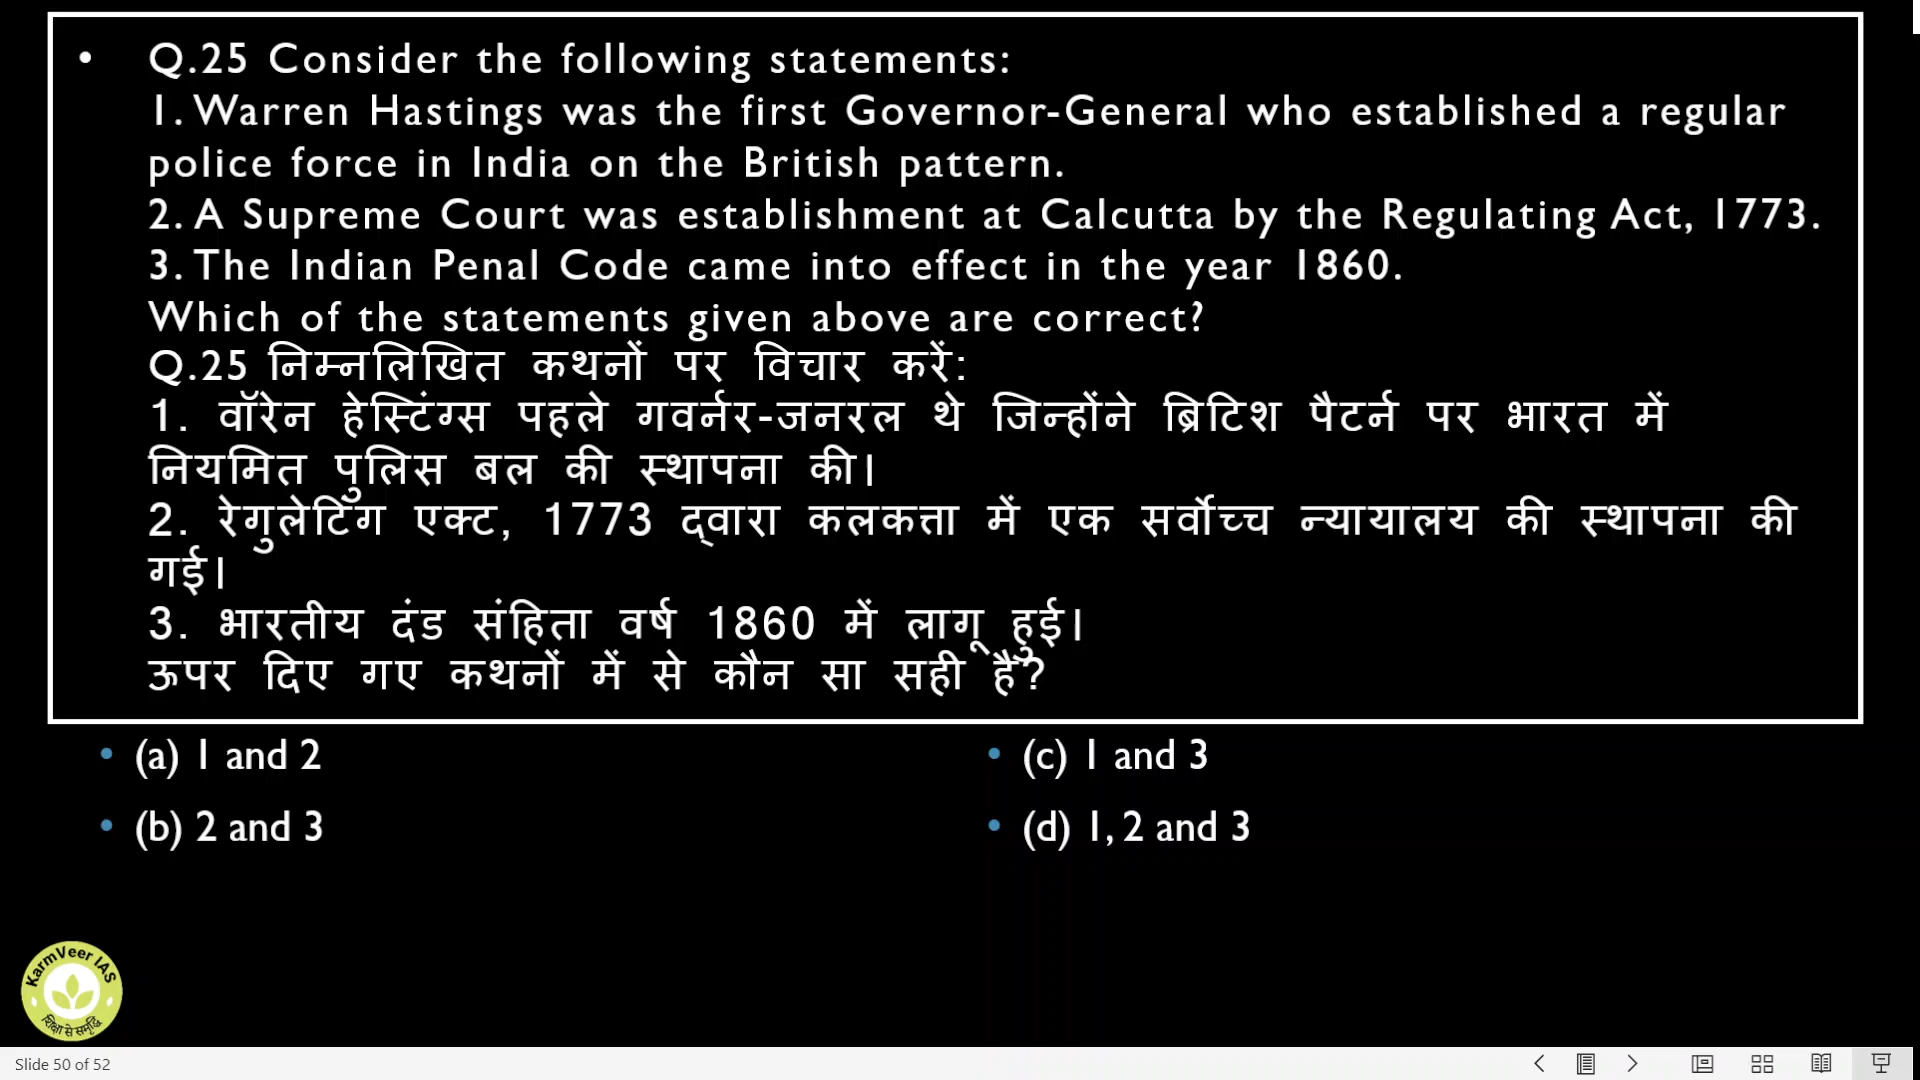 • Q.25 Consider the following statements:
1. Warren Hastings was the first Governor-General who established a regular
police force in India on the British pattern.
2. A Supreme Court was establishment at Calcutta by the Regulating Act, 1773.
3. The Indian Penal Code came into effect in the year 1860.
Which of the statements given above are correct?
Q.25 निम्नलिखित कथनों पर विचार करें:
1. वॉरेन हेस्टिंग्स पहले गवर्नर-जनरल थे जिन्होंने ब्रिटिश पैटर्न पर भारत में
नियमित पुलिस बल की स्थापना की।
2. रेगुलेटिंग एक्ट, 1773 द्वारा कलकत्ता में एक सर्वोच्च न्यायालय की स्थापना की
गई।
3. भारतीय दंड संहिता वर्ष 1860 में लागू हुई।
ऊपर दिए गए कथनों में से कौन सा सही है?
• (a) 1 and 2
• (b) 2 and 3
• (c) 1 and 3
• (d) 1, 2 and 3
KarmVeer IAS
शिक्षा से समृद्धि
Slide 50 of 52